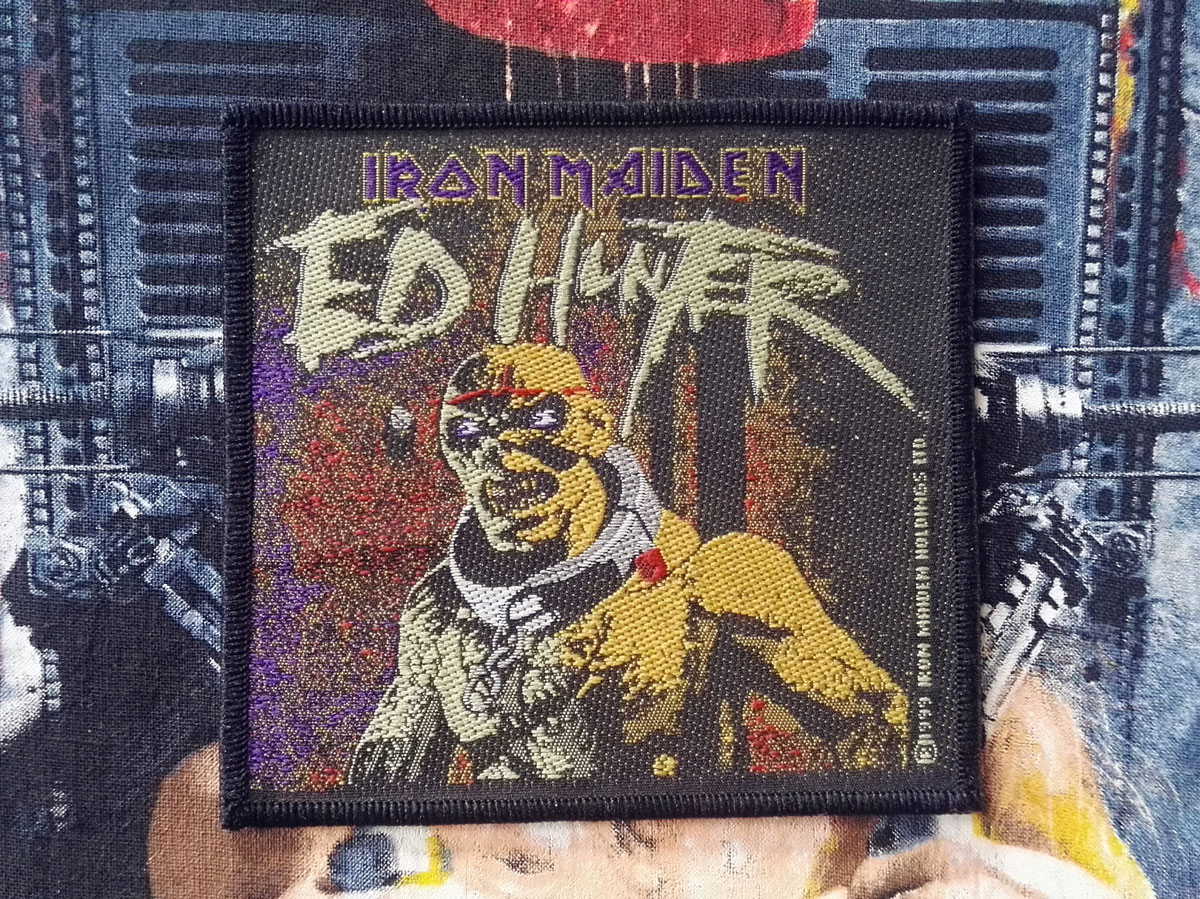 IRON MAIDEN
ED HUNTER
© 1999 IRON MAIDEN HOLDINGS LTD